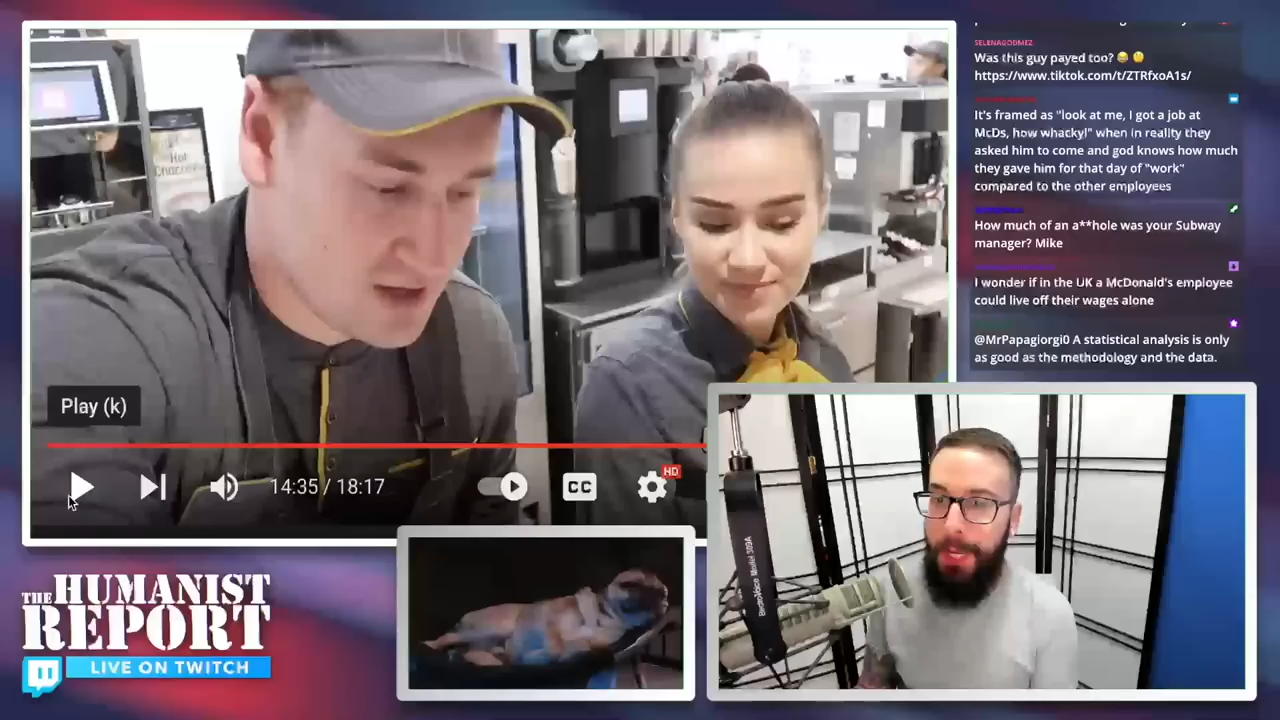 SELENAGODMEZ
Was this guy payed too? 😂 🤨
https://www.tiktok.com/t/ZTRfxoA1s/
It's framed as "look at me, I got a job at
McDs, how whacky!" when in reality they
asked him to come and god knows how much
they gave him for that day of "work"
compared to the other employees
How much of an a**hole was your Subway
manager? Mike
I wonder if in the UK a McDonald's employee
could live off their wages alone
@MrPapagiorgi0 A statistical analysis is only
as good as the methodology and the data.
Hot
Play (k)
14:35 / 18:17
CC
HD
ElectroVoice Model 309A
THE HUMANIST
REPORT
LIVE ON TWITCH